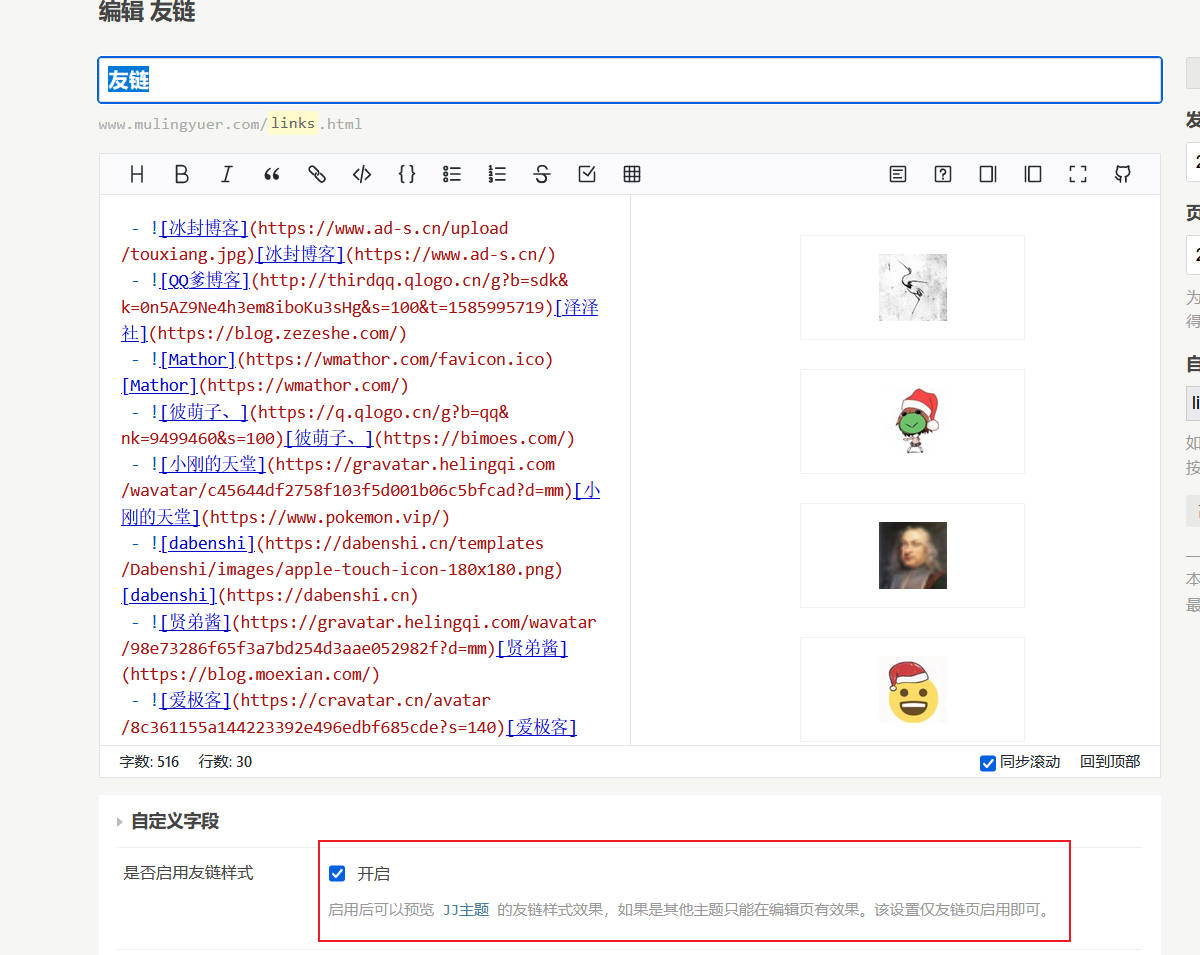 编辑 友链
友链
www.mulingyuer.com/links.html
- ![冰封博客](https://www.ad-s.cn/upload
/touxiang.jpg)[冰封博客](https://www.ad-s.cn/)
- ![QQ爹博客](http://thirdqq.qlogo.cn/g?b=sdk&
k=0n5AZ9Ne4h3em8iboKu3sHg&s=100&t=1585995719)[泽泽
社](https://blog.zezeshe.com/)
- ![Mathor](https://wmathor.com/favicon.ico)
[Mathor](https://wmathor.com/)
- ![彼萌子、](https://q.qlogo.cn/g?b=qq&
nk=9499460&s=100)[彼萌子、](https://bimoes.com/)
- ![小刚的天堂](https://gravatar.helingqi.com
/wavatar/c45644df2758f103f5d001b06c5bfcad?d=mm)[小
刚的天堂](https://www.pokemon.vip/)
- ![dabenshi](https://dabenshi.cn/templates
/Dabenshi/images/apple-touch-icon-180x180.png)
[dabenshi](https://dabenshi.cn)
- ![贤弟酱](https://gravatar.helingqi.com/wavatar
/98e73286f65f3a7bd254d3aae052982f?d=mm)[贤弟酱]
(https://blog.moexian.com/)
- ![爱极客](https://cravatar.cn/avatar
/8c361155a144223392e496edbf685cde?s=140)[爱极客]
字数: 516 行数: 30
同步滚动 回到顶部
自定义字段
是否启用友链样式
开启
启用后可以预览 JJ主题 的友链样式效果，如果是其他主题只能在编辑页有效果。该设置仅友链页启用即可。
发
2
页
2
为
得
自
li
如
按
本
最